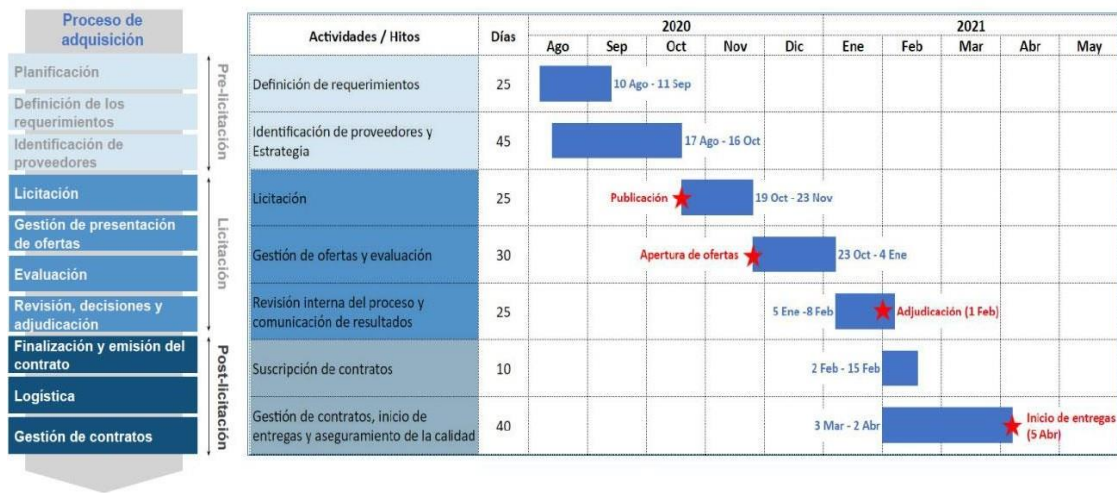 Proceso de
adquisición
Planificación
Definición de los
requerimientos
Identificación de
proveedores
Licitación
Gestión de presentación
de ofertas
Evaluación
Revisión, decisiones y
adjudicación
Finalización y emisión del
contrato
Logística
Gestión de contratos
Pre-licitación
Licitación
Post-licitación
Actividades / Hitos Días 2020 2021
Ago Sep Oct Nov Dic Ene Feb Mar Abr May
Definición de requerimientos 25 10 Ago - 11 Sep
Identificación de proveedores y
Estrategia 45 17 Ago - 16 Oct
Licitación 25 Publicación 19 Oct - 23 Nov
Gestión de ofertas y evaluación 30 Apertura de ofertas 23 Oct - 4 Ene
Revisión interna del proceso y
comunicación de resultados 25 5 Ene -8 Feb Adjudicación (1 Feb)
Suscripción de contratos 10 2 Feb - 15 Feb
Gestión de contratos, inicio de
entregas y aseguramiento de la calidad 40 3 Mar - 2 Abr Inicio de entregas
(5 Abr)